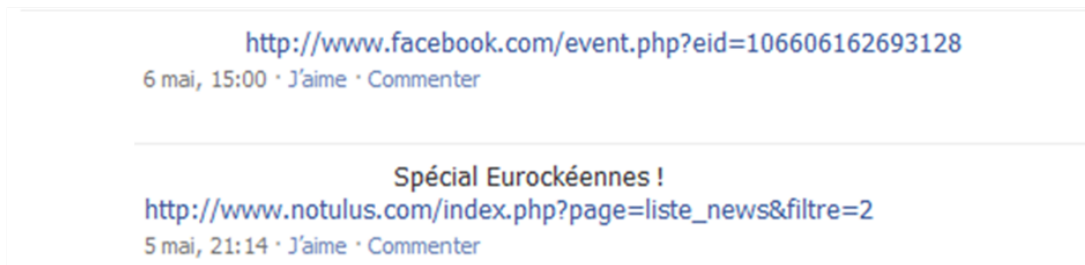 http://www.facebook.com/event.php?eid=106606162693128
6 mai, 15:00 · J'aime · Commenter
Spécial Eurockéennes !
http://www.notulus.com/index.php?page=liste_news&filtre=2
5 mai, 21:14 · J'aime · Commenter